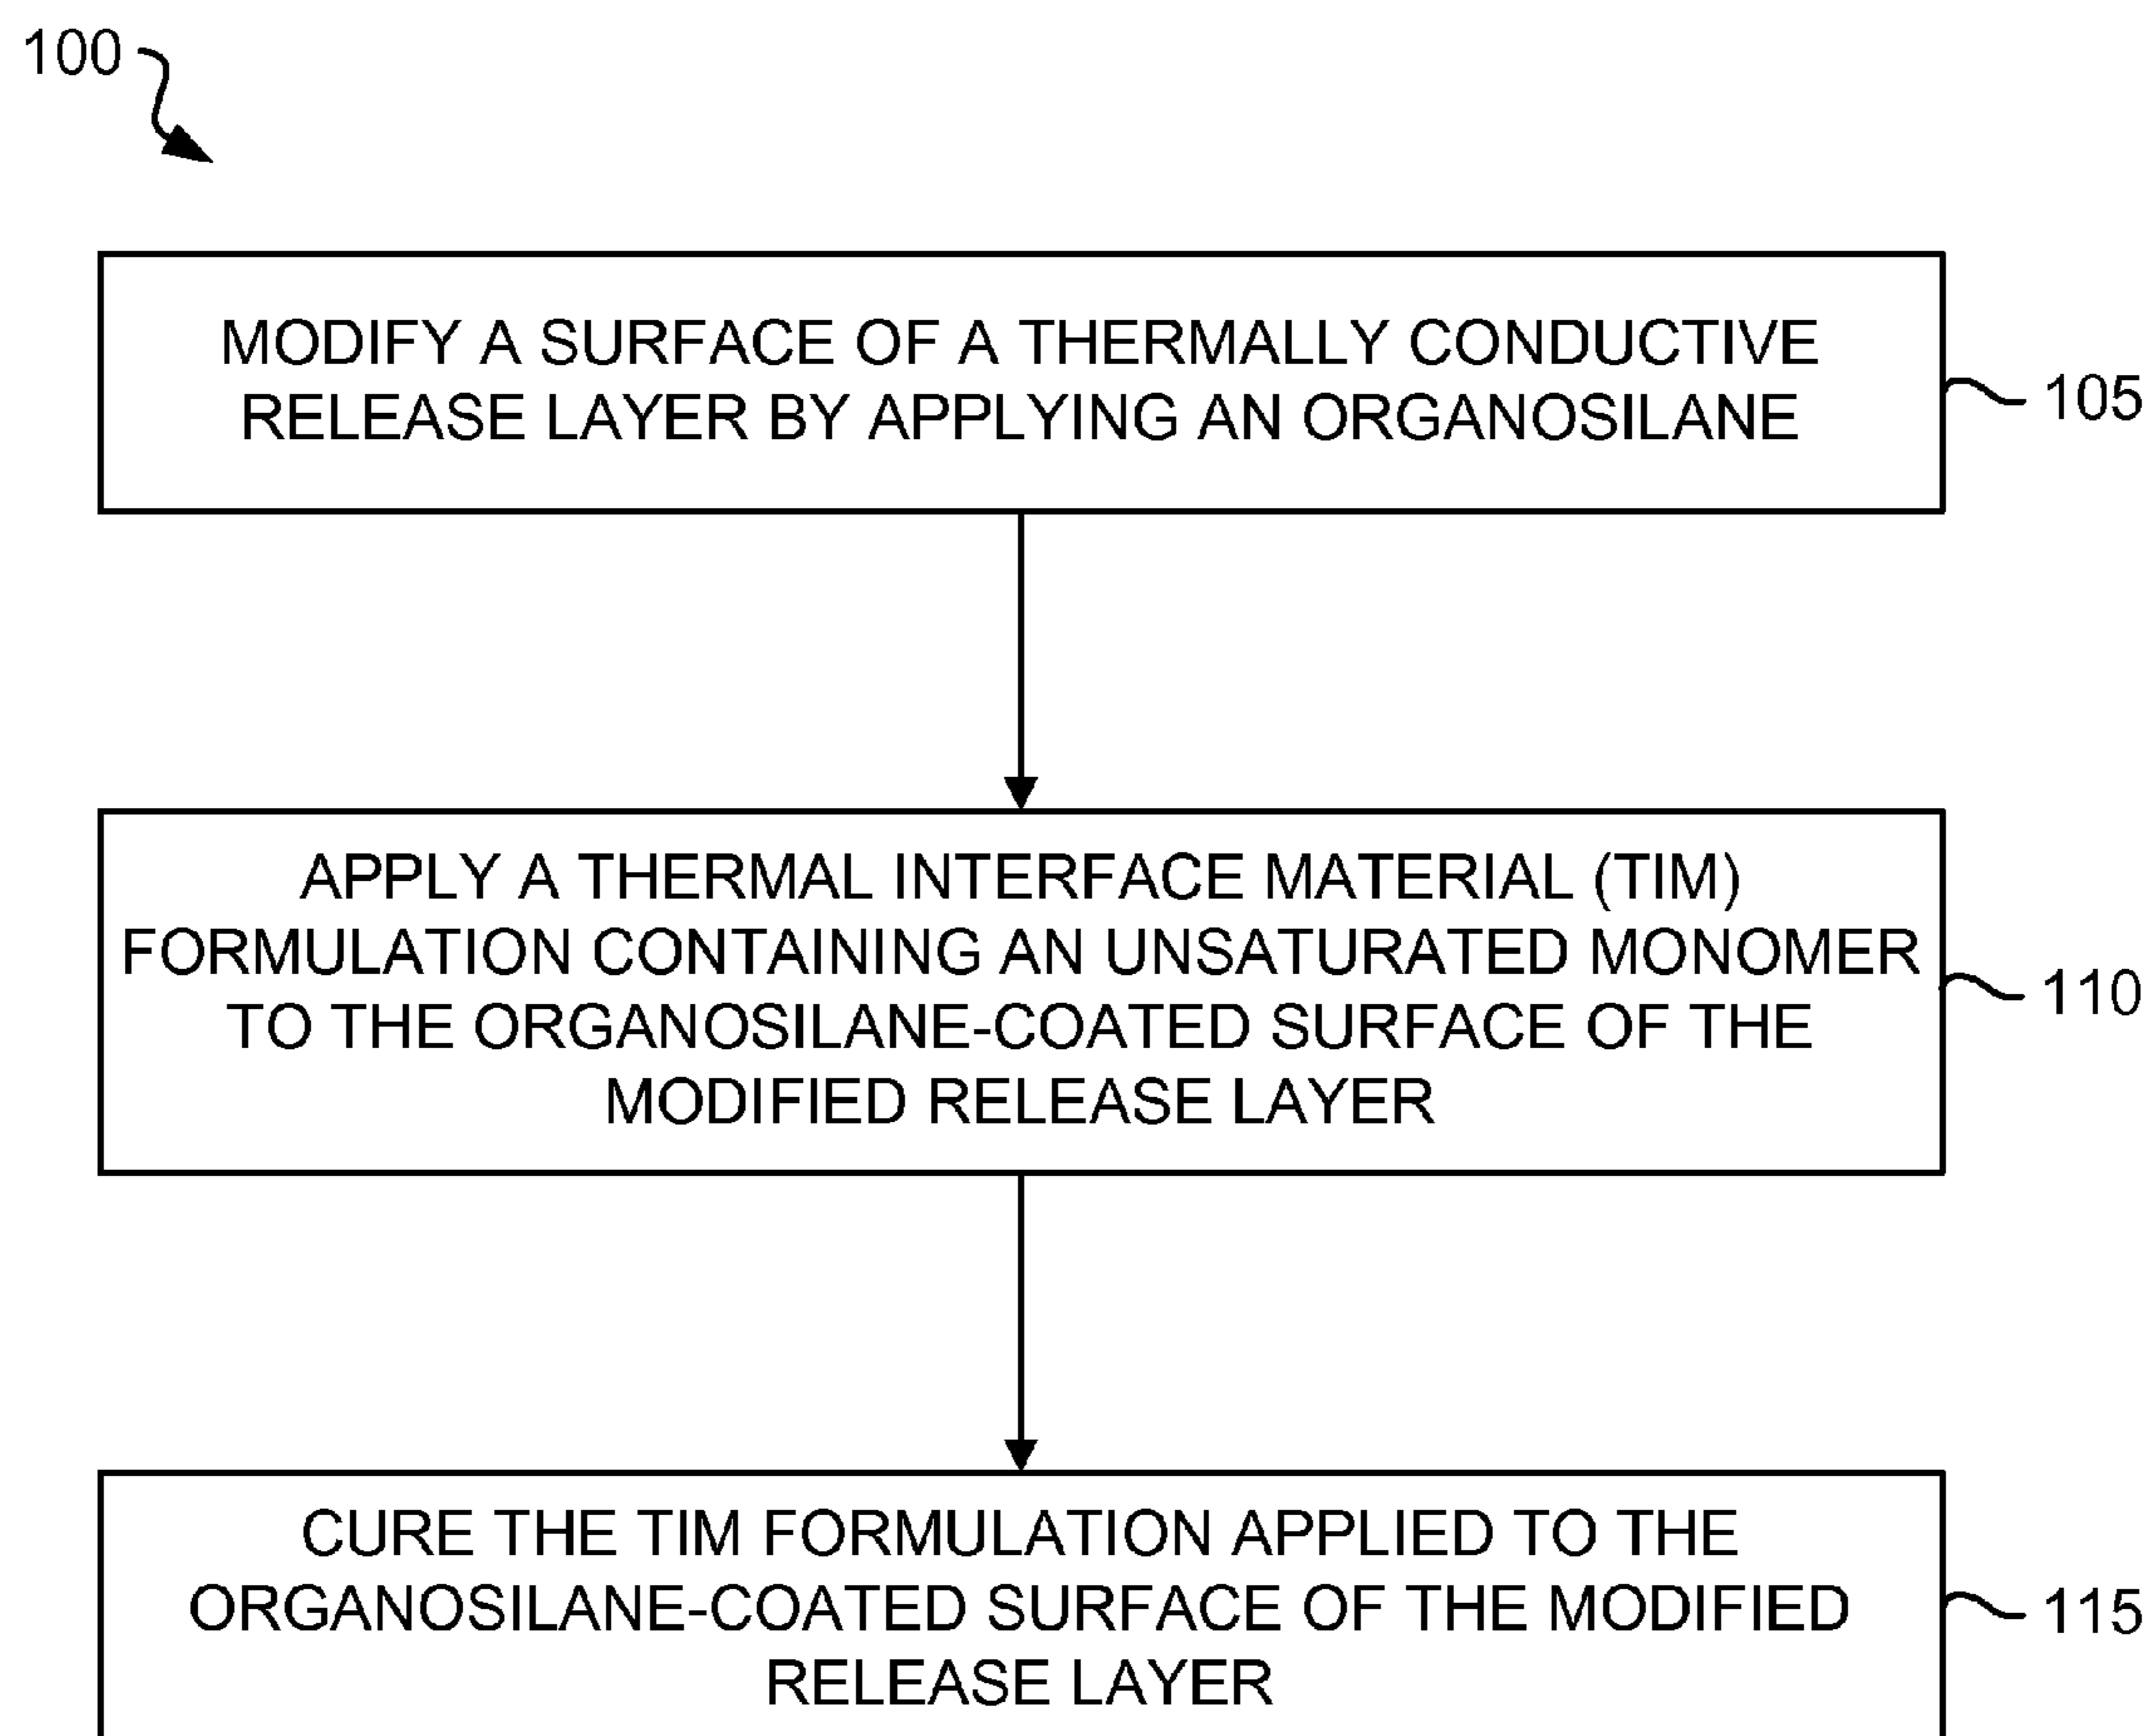 100
MODIFY A SURFACE OF A THERMALLY CONDUCTIVE
RELEASE LAYER BY APPLYING AN ORGANOSILANE
105
APPLY A THERMAL INTERFACE MATERIAL (TIM)
FORMULATION CONTAINING AN UNSATURATED MONOMER
TO THE ORGANOSILANE-COATED SURFACE OF THE
MODIFIED RELEASE LAYER
110
CURE THE TIM FORMULATION APPLIED TO THE
ORGANOSILANE-COATED SURFACE OF THE MODIFIED
RELEASE LAYER
115